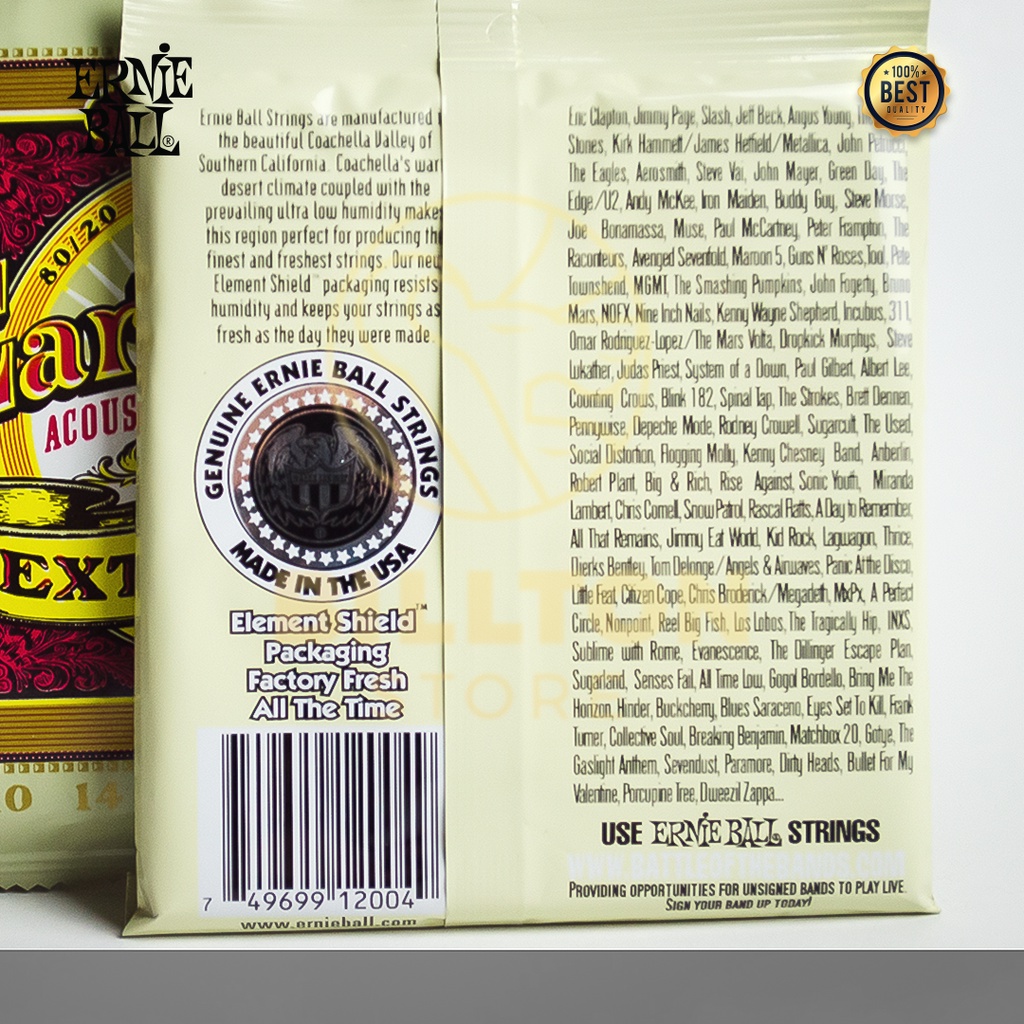 ERNIE
BALL®
100%
BEST
QUALITY
80/20
Ear
ACOUS
EXT
10 14
Ernie Ball Strings are manufactured
the beautiful Coachella Valley of
Southern California. Coachella's war
desert climate coupled with the
prevailing ultra low humidity make
this region perfect for producing the
finest and freshest strings. Our new
Element Shield™ packaging resists
humidity and keeps your strings as
fresh as the day they were made.
GENUINE ERNIE BALL STRINGS
MADE IN THE USA
Element Shield™
Packaging
Factory Fresh
All The Time
7 49699 12004
www.ernieball.com
Eric Clapton, Jimmy Page, Slash, Jeff Beck, Angus Young,
Stones, Kirk Hammett/James Hetfield/Metallica, John Petrucci,
The Eagles, Aerosmith, Steve Vai, John Mayer, Green Day, The
Edge/U2, Andy McKee, Iron Maiden, Buddy Guy, Steve Morse,
Joe Bonamassa, Muse, Paul McCartney, Peter Frampton, The
Raconteurs, Avenged Sevenfold, Maroon 5, Guns N' Roses, Tool, Pete
Townshend, MGMT, The Smashing Pumpkins, John Fogerty, Bruno
Mars, NOFX, Nine Inch Nails, Kenny Wayne Shepherd, Incubus, 311,
Omar Rodriguez-Lopez/The Mars Volta, Dropkick Murphys, Steve
Lukather, Judas Priest, System of a Down, Paul Gilbert, Albert Lee,
Counting Crows, Blink 182, Spinal Tap, The Strokes, Brett Dennen,
Pennywise, Depeche Mode, Rodney Crowell, Sugarcult, The Used,
Social Distortion, Flogging Molly, Kenny Chesney Band, Anberlin,
Robert Plant, Big & Rich, Rise Against, Sonic Youth, Miranda
Lambert, Chris Cornell, Snow Patrol, Rascal Flatts, A Day to Remember,
All That Remains, Jimmy Eat World, Kid Rock, Lagwagon, Thrice,
Dierks Bentley, Tom Delonge/Angels & Airwaves, Panic At the Disco,
Little Feat, Citizen Cope, Chris Broderick/Megadeth, MxPx, A Perfect
Circle, Nonpoint, Reel Big Fish, Los Lobos, The Tragically Hip, INXS,
Sublime with Rome, Evanescence, The Dillinger Escape Plan,
Sugarland, Senses Fail, All Time Low, Gogol Bordello, Bring Me The
Horizon, Hinder, Buckcherry, Blues Saraceno, Eyes Set To Kill, Frank
Turner, Collective Soul, Breaking Benjamin, Matchbox 20, Gotye, The
Gaslight Anthem, Sevendust, Paramore, Dirty Heads, Bullet For My
Valentine, Porcupine Tree, Dweezil Zappa...
USE ERNIE BALL® STRINGS
WWW.BATTLEOFTHEBANDS.COM
PROVIDING OPPORTUNITIES FOR UNSIGNED BANDS TO PLAY LIVE.
SIGN YOUR BAND UP TODAY!